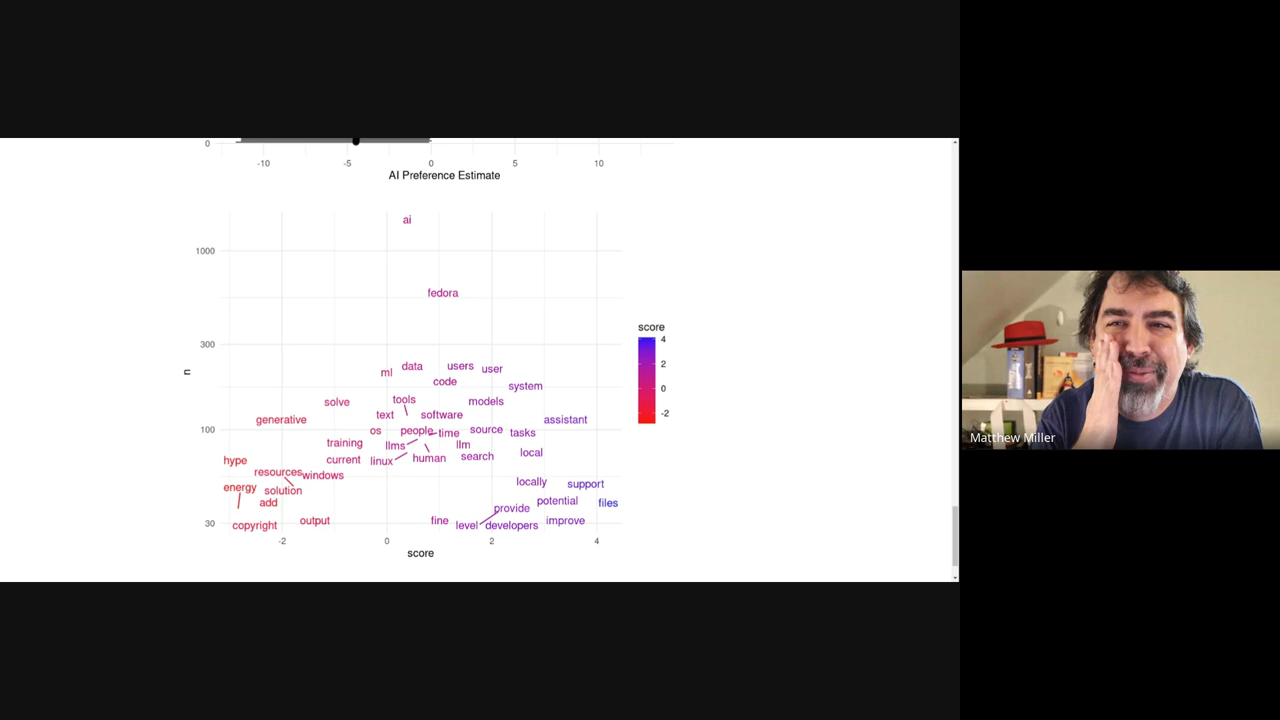 0
-10 -5 0 5 10
AI Preference Estimate
ai
1000
fedora
score
300
4
data users user
ml
n
code
2
system
0
solve tools models
-2
generative text software assistant
100
os people time source tasks
training llms llm
local
hype current linux human search
resources windows
energy solution locally support
add potential files
provide
30
copyright output fine level developers improve
-2 0 2 4
score
Matthew Miller